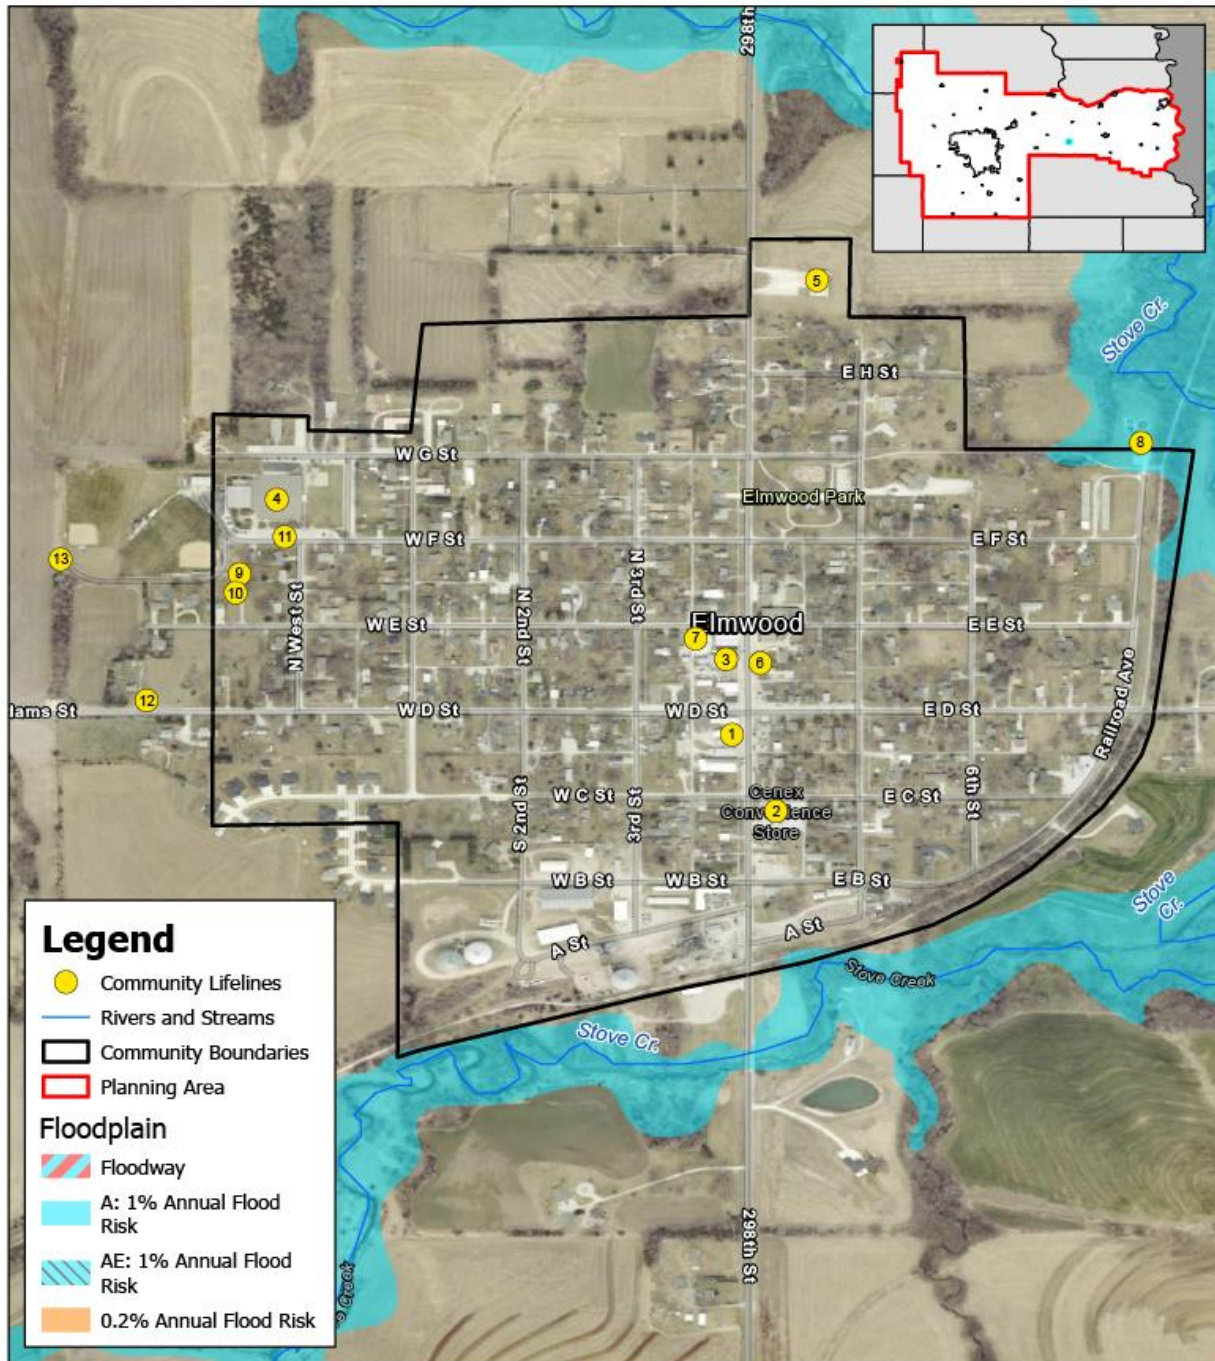 298th
Stove Cr.
5
E H St
W G St
8
4
Elmwood Park
11
W F St
E F St
13
9
10
N West St
N 2nd St
N 3rd St
W E St
Elmwood
E E St
7
3
6
12
dams St
W D St
W D St
E D St
Railroad Ave
1
W C St
Cenex
Convenience
Store
2
E C St
6th St
S 2nd St
3rd St
W B St
W B St
E B St
A St
A St
Stove
Cr.
Stove Creek
Stove Cr.
298th St
Creek
Legend
Community Lifelines
Rivers and Streams
Community Boundaries
Planning Area
Floodplain
Floodway
A: 1% Annual Flood
Risk
AE: 1% Annual Flood
Risk
0.2% Annual Flood Risk